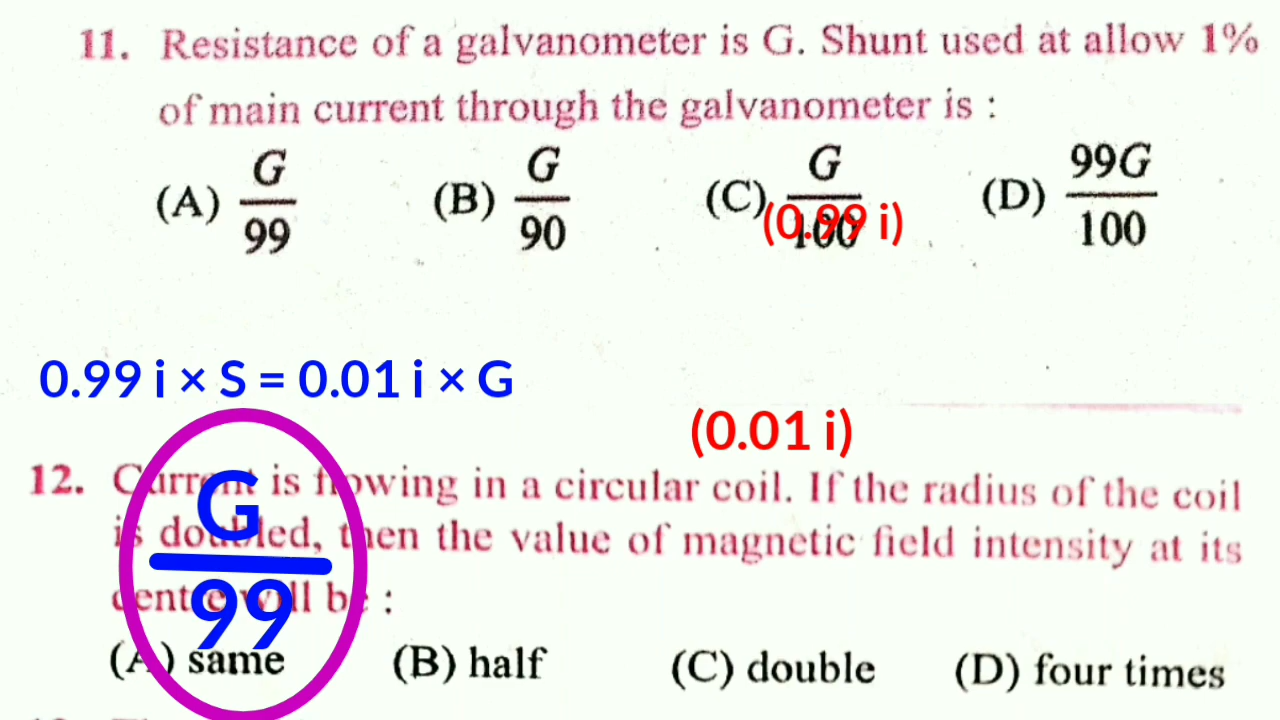 11. Resistance of a galvanometer is G. Shunt used at allow 1%
of main current through the galvanometer is :
(A) G/99 (B) G/90 (C) G/100 (D) 99G/100
(0.99 i)
0.99 i × S = 0.01 i × G
(0.01 i)
12. Current is flowing in a circular coil. If the radius of the coil
is doubled, then the value of magnetic field intensity at its
centre will be :
G
99
(A) same (B) half (C) double (D) four times